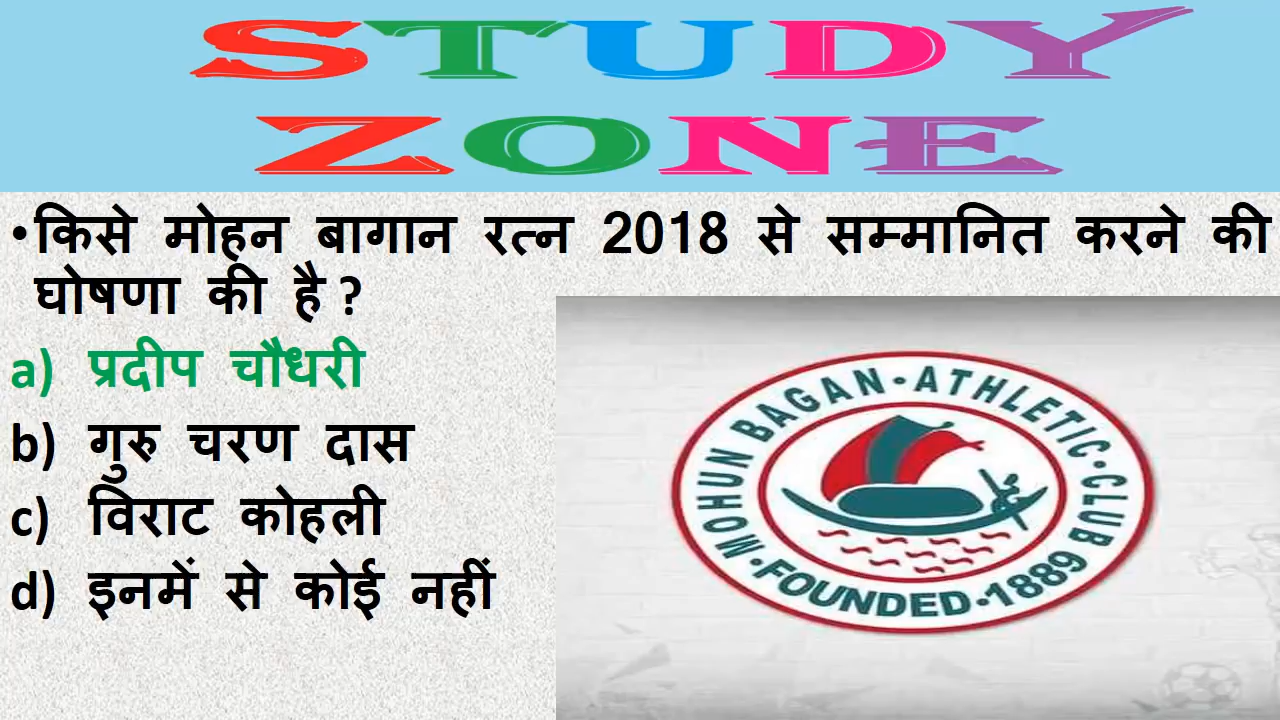 STUDY
ZONE
•किसे मोहन बागान रत्न 2018 से सम्मानित करने की
घोषणा की है ?
a) प्रदीप चौधरी
b) गुरु चरण दास
c) विराट कोहली
d) इनमें से कोई नहीं
MOHUN BAGAN • ATHLETIC • CLUB
• FOUNDED • 1889